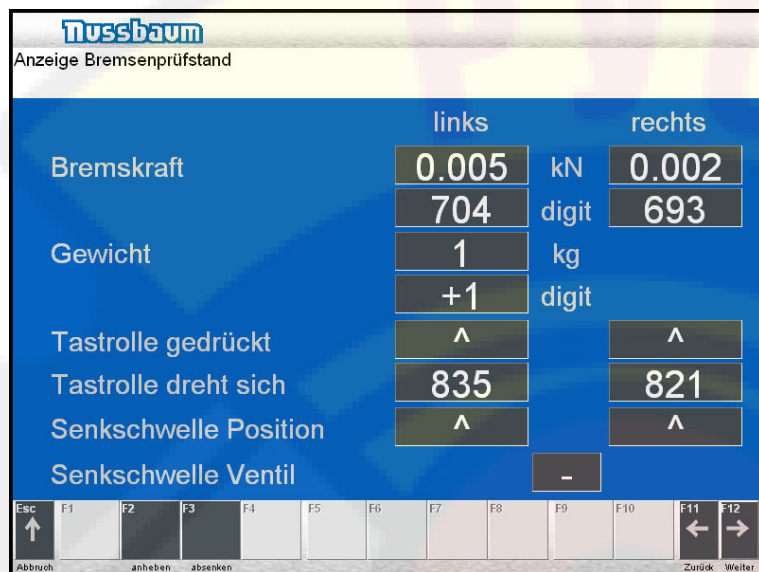 Nussbaum
Anzeige Bremsenprüfstand
links rechts
Bremskraft 0.005 kN 0.002
704 digit 693
Gewicht 1 kg
+1 digit
Tastrolle gedrückt ^ ^
Tastrolle dreht sich 835 821
Senkschwelle Position ^ ^
Senkschwelle Ventil -
Esc F1 F2 F3 F4 F5 F6 F7 F8 F9 F10 F11 F12
↑ ← →
Abbruch anheben absenken Zurück Weiter